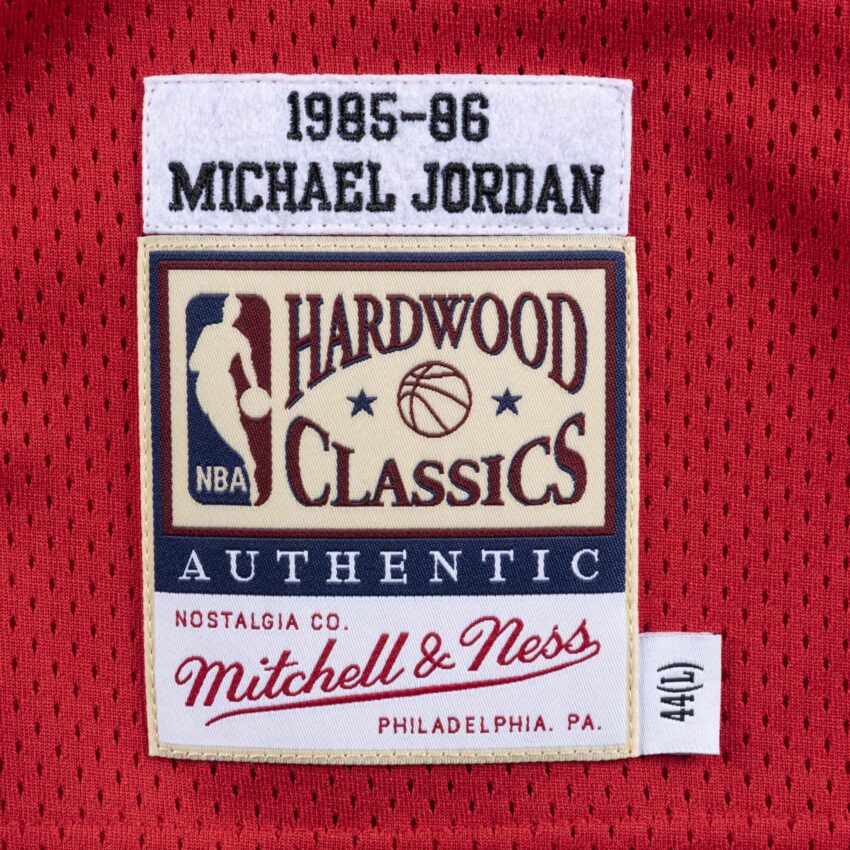 1985-86
MICHAEL JORDAN
HARDWOOD
CLASSICS
NBA
AUTHENTIC
NOSTALGIA CO.
Mitchell & Ness
PHILADELPHIA. PA.
44(L)